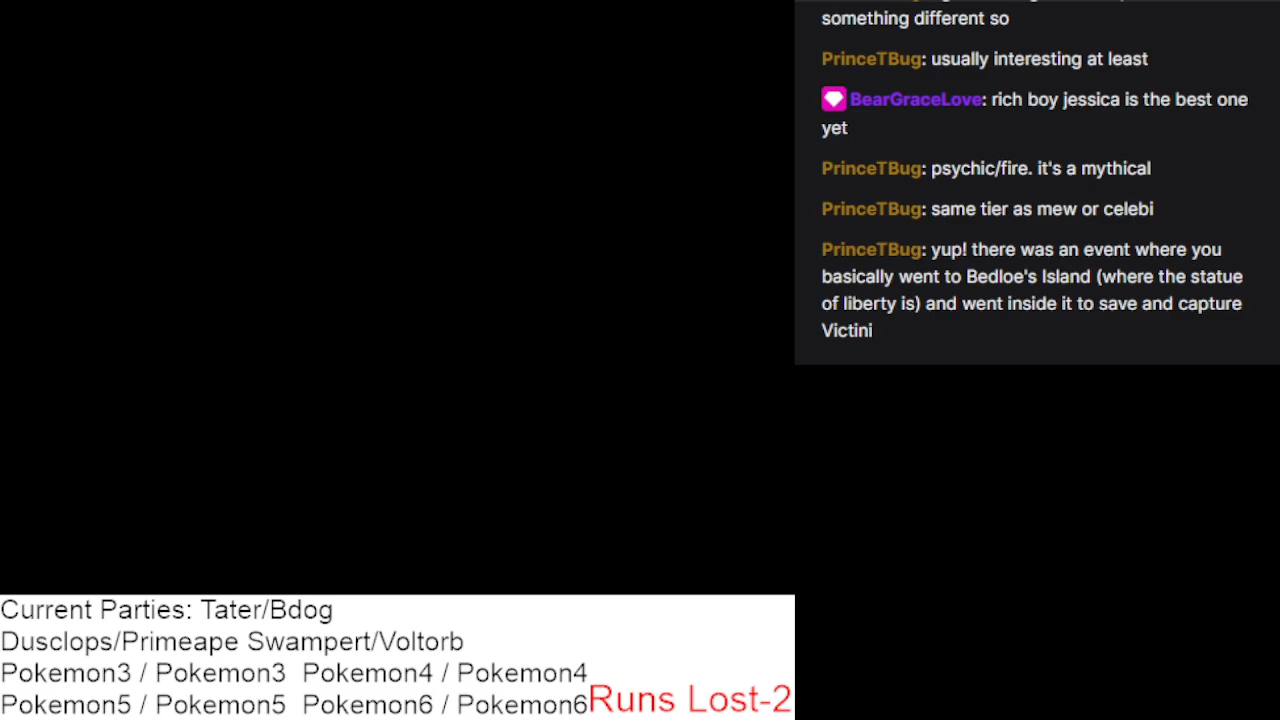 something different so
PrinceTBug: usually interesting at least
BearGraceLove: rich boy jessica is the best one
yet
PrinceTBug: psychic/fire. it's a mythical
PrinceTBug: same tier as mew or celebi
PrinceTBug: yup! there was an event where you
basically went to Bedloe's Island (where the statue
of liberty is) and went inside it to save and capture
Victini
Current Parties: Tater/Bdog
Dusclops/Primeape Swampert/Voltorb
Pokemon3 / Pokemon3 Pokemon4 / Pokemon4
Pokemon5 / Pokemon5 Pokemon6 / Pokemon6
Runs Lost-2